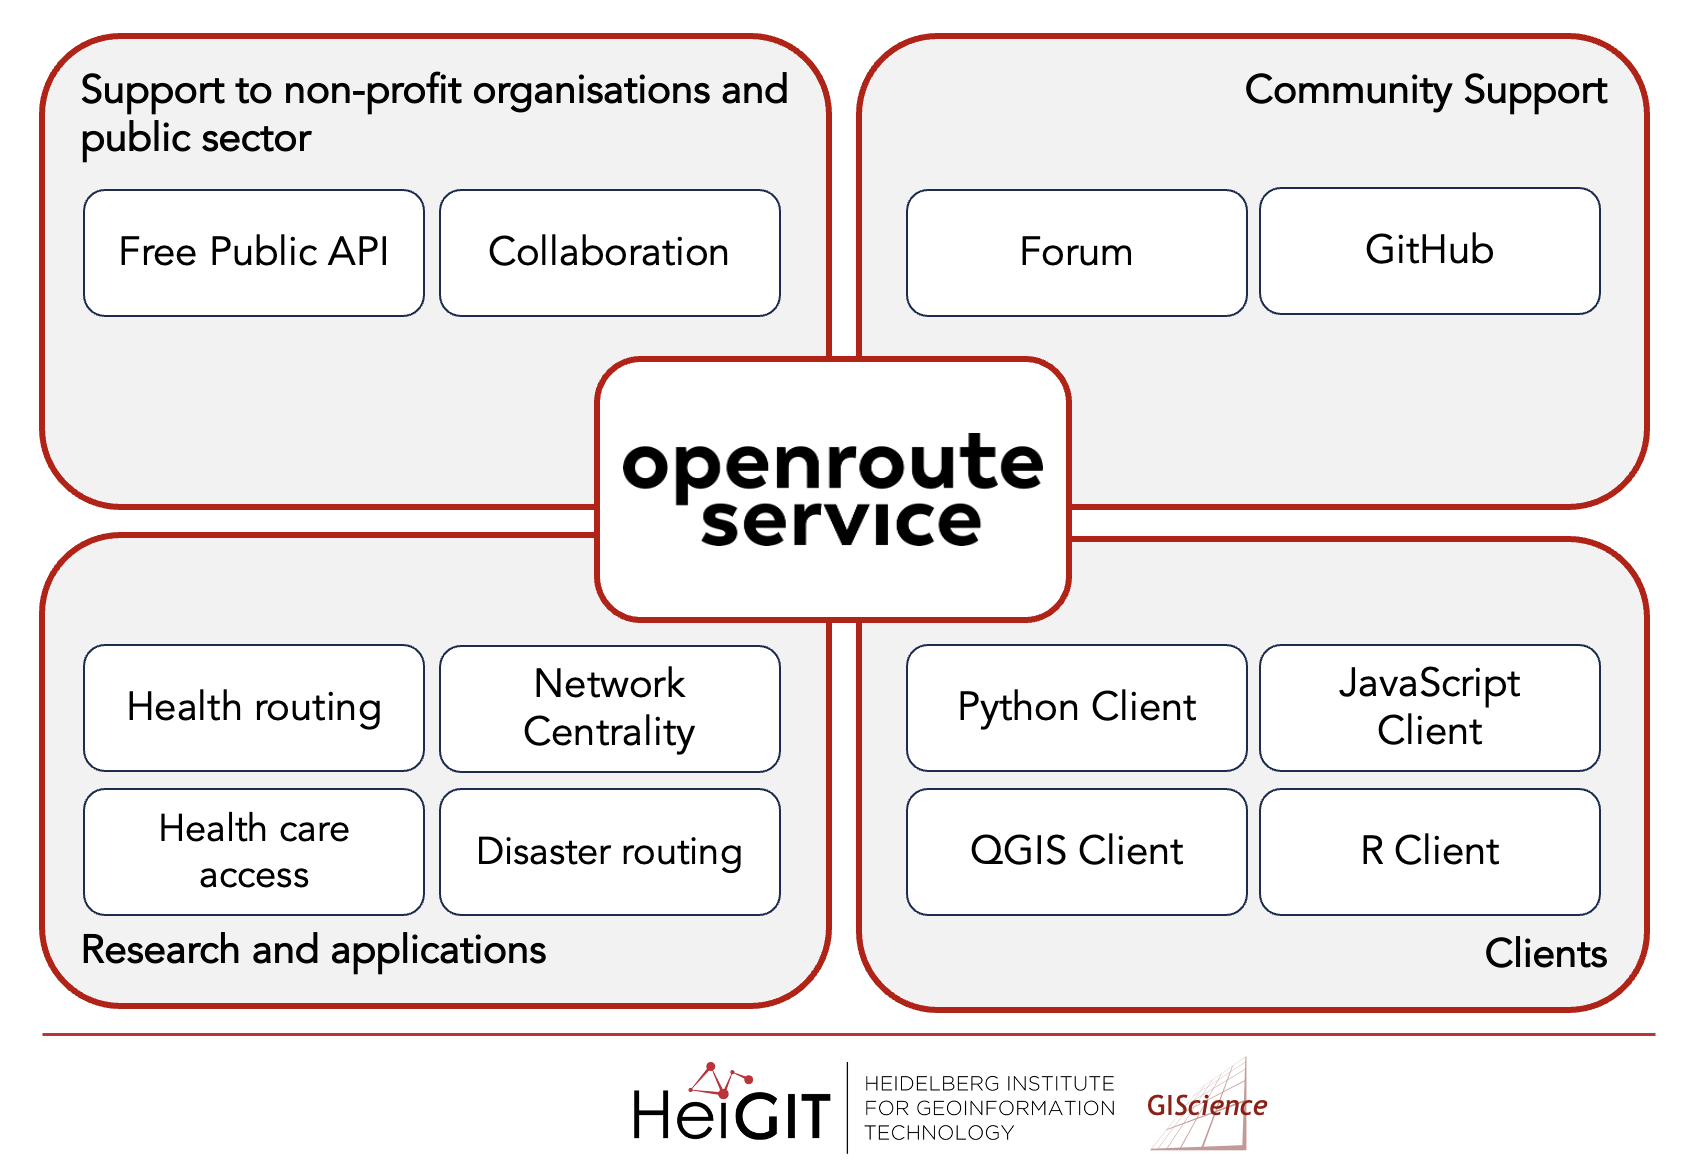 Support to non-profit organisations and
public sector
Free Public API
Collaboration
Community Support
Forum
GitHub
openroute
service
Health routing
Network
Centrality
Health care
access
Disaster routing
Research and applications
Python Client
JavaScript
Client
QGIS Client
R Client
Clients
HeiGIT
HEIDELBERG INSTITUTE
FOR GEOINFORMATION
TECHNOLOGY
GIScience